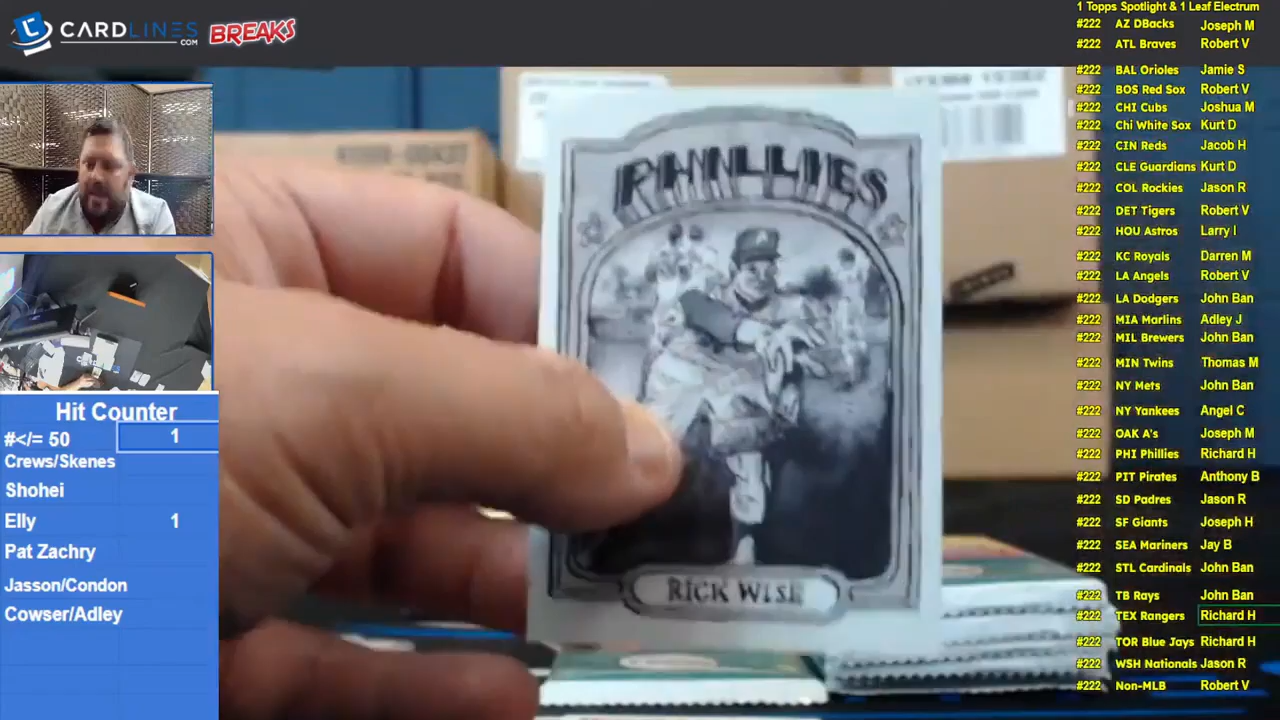 CARDLINES
.COM
BREAKS
PHILLIES
RICK WISE
Hit Counter
#</= 50 1
Crews/Skenes
Shohei
Elly 1
Pat Zachry
Jasson/Condon
Cowser/Adley
1 Topps Spotlight & 1 Leaf Electrum
#222 AZ DBacks Joseph M
#222 ATL Braves Robert V
#222 BAL Orioles Jamie S
#222 BOS Red Sox Robert V
#222 CHI Cubs Joshua M
#222 Chi White Sox Kurt D
#222 CIN Reds Jacob H
#222 CLE Guardians Kurt D
#222 COL Rockies Jason R
#222 DET Tigers Robert V
#222 HOU Astros Larry I
#222 KC Royals Darren M
#222 LA Angels Robert V
#222 LA Dodgers John Ban
#222 MIA Marlins Adley J
#222 MIL Brewers John Ban
#222 MIN Twins Thomas M
#222 NY Mets John Ban
#222 NY Yankees Angel C
#222 OAK A's Joseph M
#222 PHI Phillies Richard H
#222 PIT Pirates Anthony B
#222 SD Padres Jason R
#222 SF Giants Joseph H
#222 SEA Mariners Jay B
#222 STL Cardinals John Ban
#222 TB Rays John Ban
#222 TEX Rangers Richard H
#222 TOR Blue Jays Richard H
#222 WSH Nationals Jason R
#222 Non-MLB Robert V